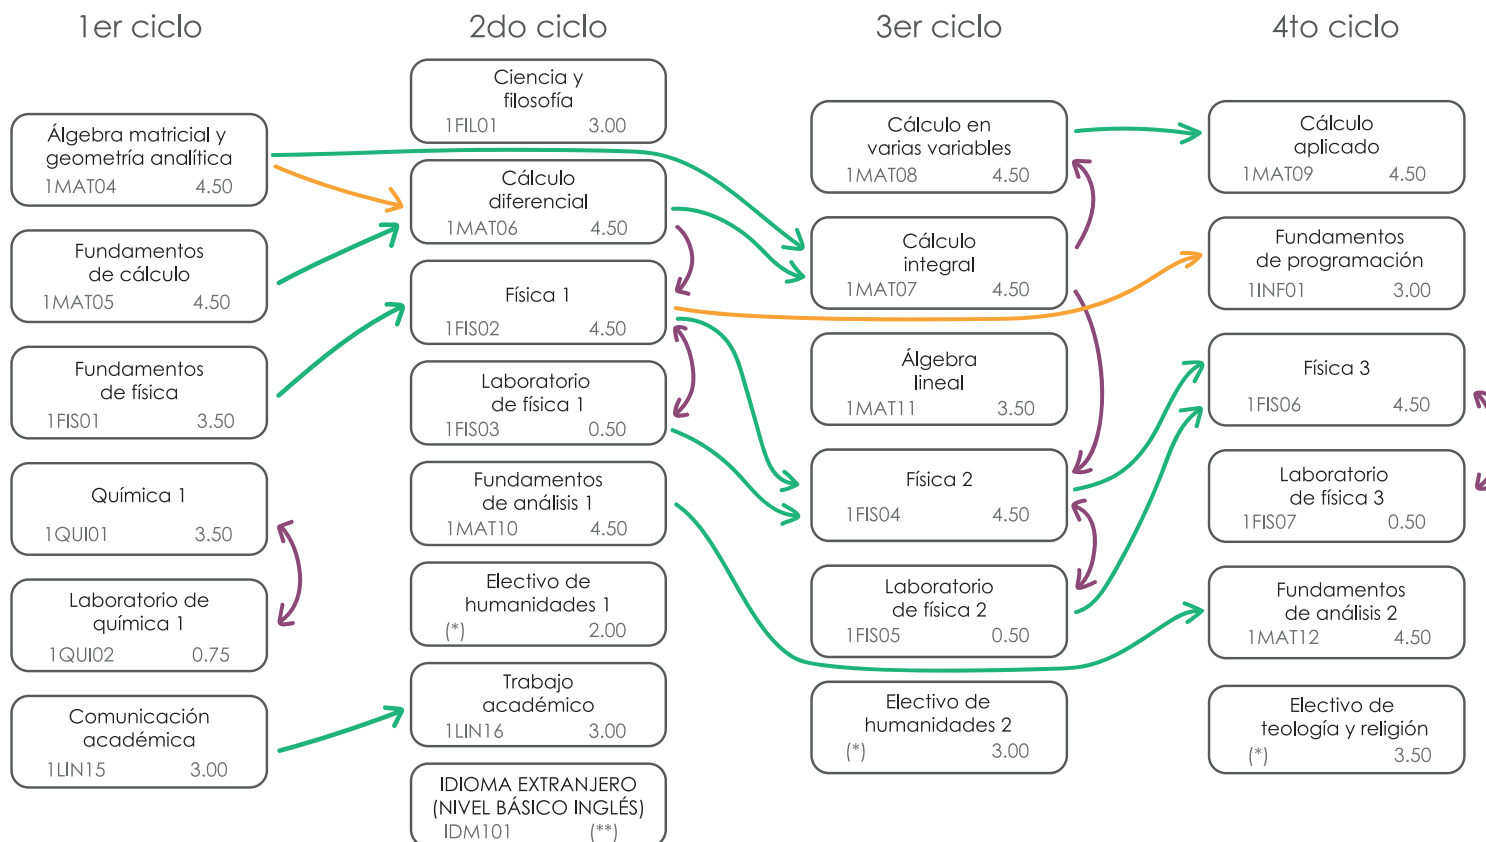 1er ciclo
2do ciclo
3er ciclo
4to ciclo
Álgebra matricial y
geometría analítica
1MAT04 4.50
Fundamentos
de cálculo
1MAT05 4.50
Fundamentos
de física
1FIS01 3.50
Química 1
1QUI01 3.50
Laboratorio de
química 1
1QUI02 0.75
Comunicación
académica
1LIN15 3.00
Ciencia y
filosofía
1FIL01 3.00
Cálculo
diferencial
1MAT06 4.50
Física 1
1FIS02 4.50
Laboratorio
de física 1
1FIS03 0.50
Fundamentos
de análisis 1
1MAT10 4.50
Electivo de
humanidades 1
(*) 2.00
Trabajo
académico
1LIN16 3.00
IDIOMA EXTRANJERO
(NIVEL BÁSICO INGLÉS)
IDM101 (**)
Cálculo en
varias variables
1MAT08 4.50
Cálculo
integral
1MAT07 4.50
Álgebra
lineal
1MAT11 3.50
Física 2
1FIS04 4.50
Laboratorio
de física 2
1FIS05 0.50
Electivo de
humanidades 2
(*) 3.00
Cálculo
aplicado
1MAT09 4.50
Fundamentos
de programación
1INF01 3.00
Física 3
1FIS06 4.50
Laboratorio
de física 3
1FIS07 0.50
Fundamentos
de análisis 2
1MAT12 4.50
Electivo de
teología y religión
(*) 3.50